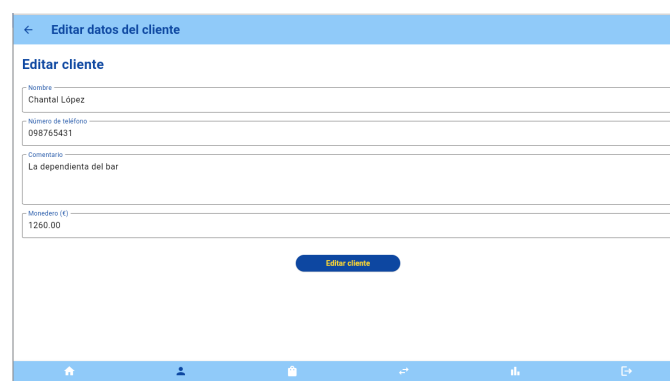 Editar datos del cliente
Editar cliente
Nombre
Chantal López
Número de teléfono
098765431
Comentario
La dependienta del bar
Monedero (€)
1260.00
Editar cliente